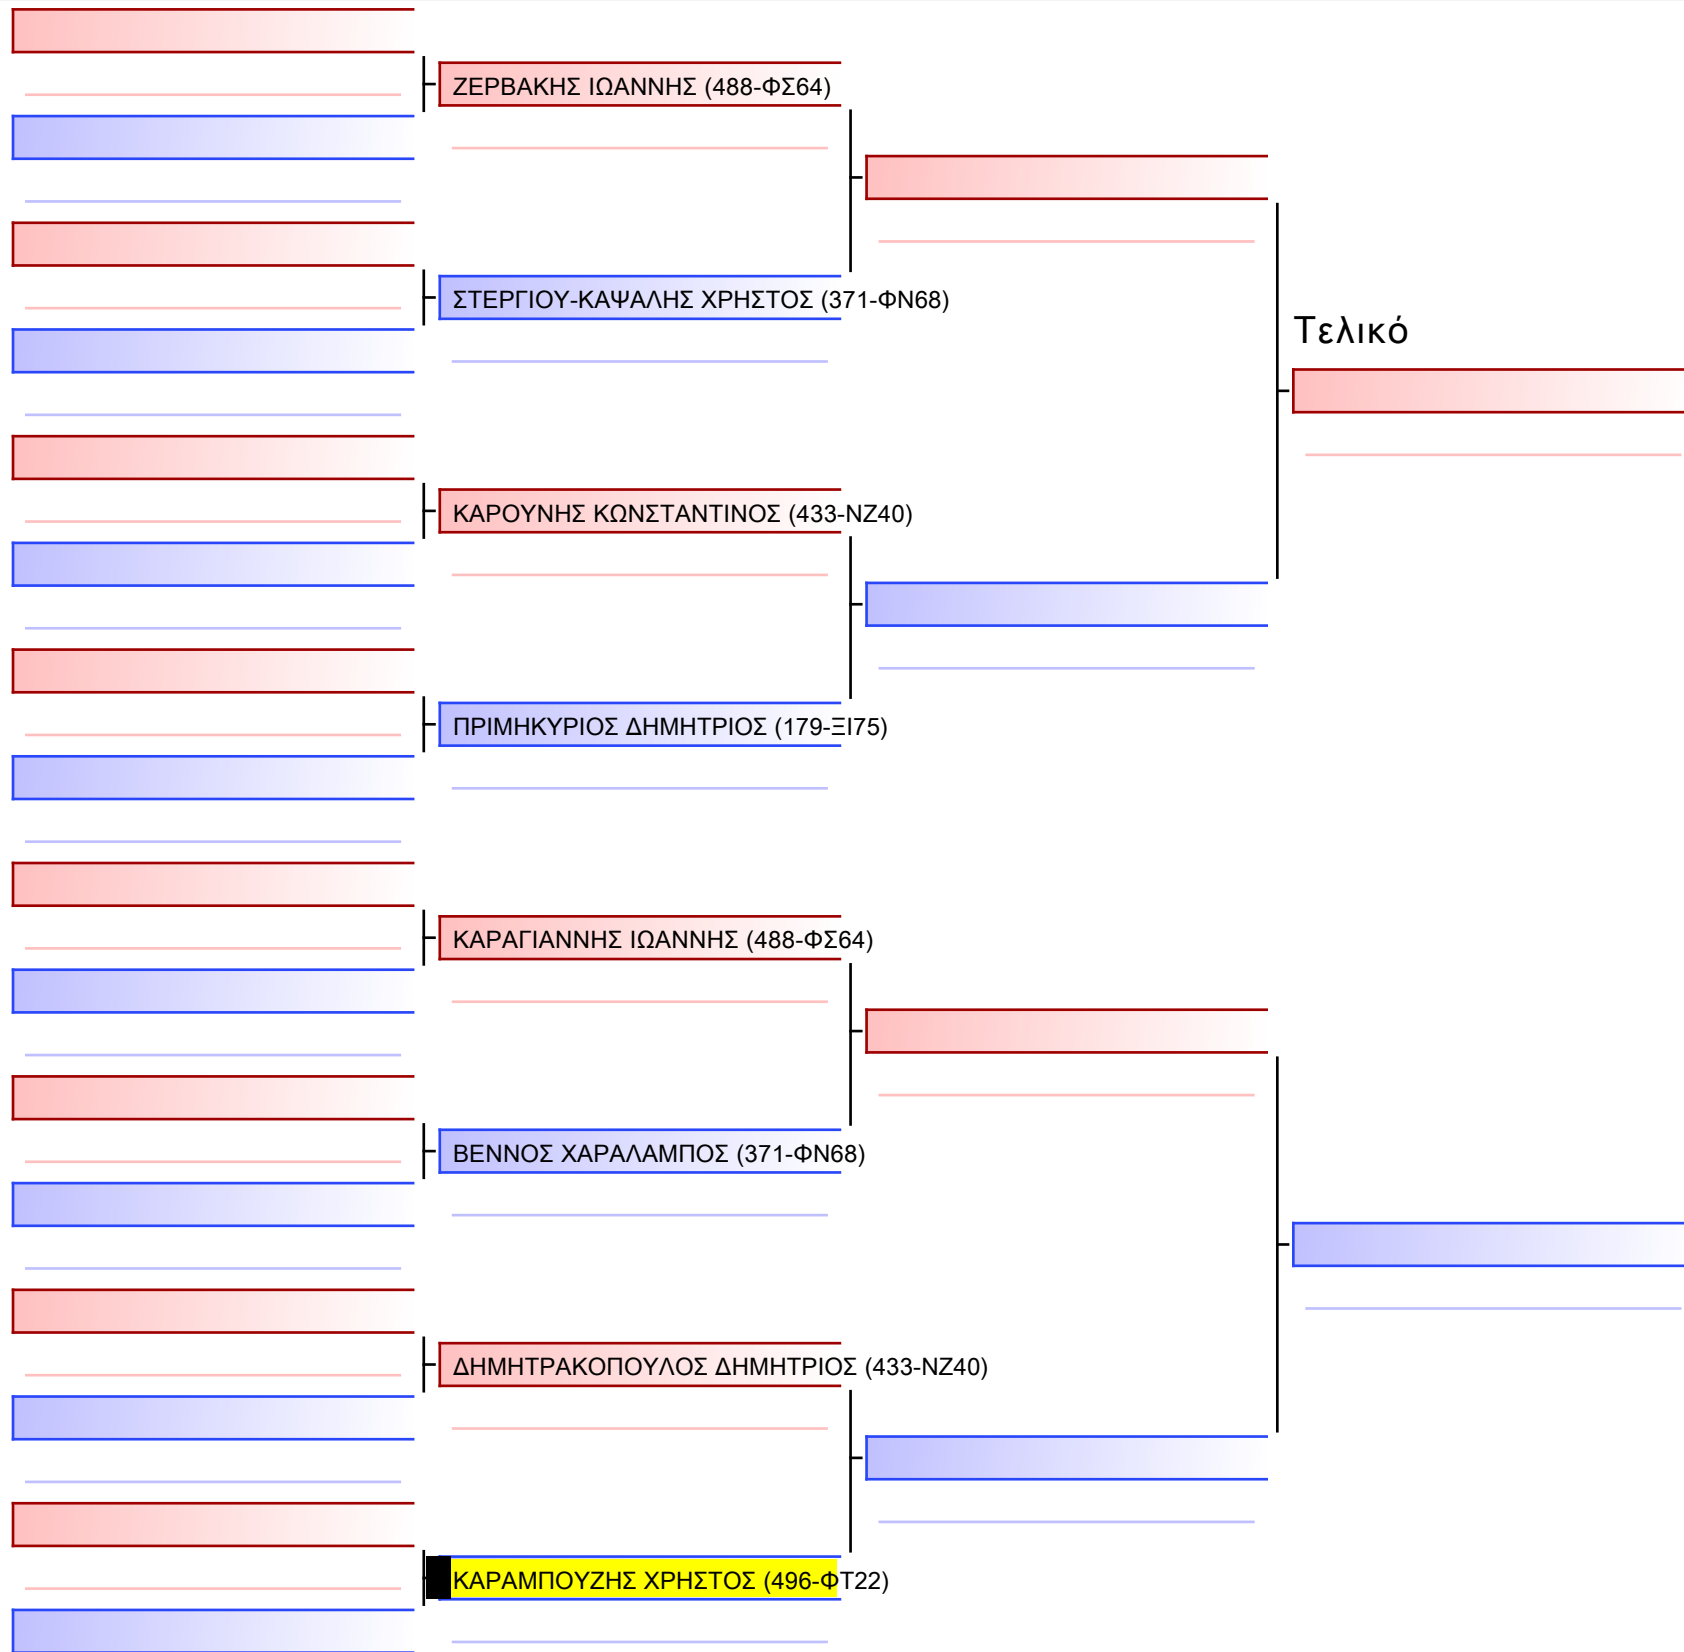 ΖΕΡΒΑΚΗΣ ΙΩΑΝΝΗΣ (488-ΦΣ64)
ΣΤΕΡΓΙΟΥ-ΚΑΨΑΛΗΣ ΧΡΗΣΤΟΣ (371-ΦΝ68)
Τελικό
ΚΑΡΟΥΝΗΣ ΚΩΝΣΤΑΝΤΙΝΟΣ (433-ΝΖ40)
ΠΡΙΜΗΚΥΡΙΟΣ ΔΗΜΗΤΡΙΟΣ (179-ΞΙ75)
ΚΑΡΑΓΙΑΝΝΗΣ ΙΩΑΝΝΗΣ (488-ΦΣ64)
ΒΕΝΝΟΣ ΧΑΡΑΛΑΜΠΟΣ (371-ΦΝ68)
ΔΗΜΗΤΡΑΚΟΠΟΥΛΟΣ ΔΗΜΗΤΡΙΟΣ (433-ΝΖ40)
ΚΑΡΑΜΠΟΥΖΗΣ ΧΡΗΣΤΟΣ (496-ΦΤ22)